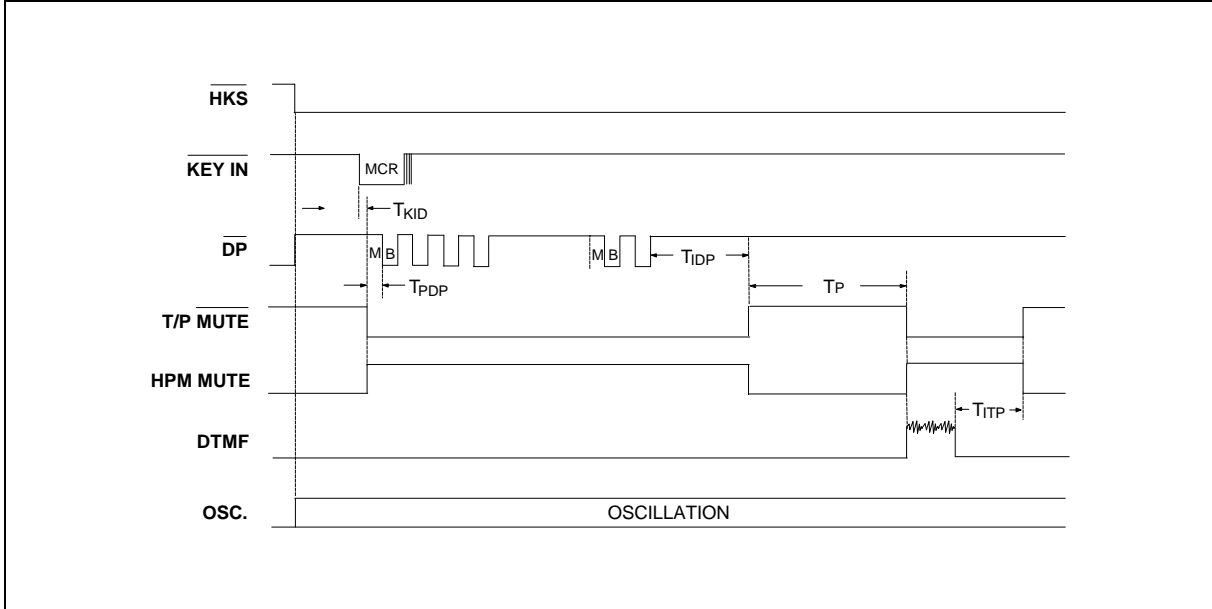 HKS
KEY IN
MCR
TKID
DP
M B
M B
TIDP
TPDP
TP
T/P MUTE
HPM MUTE
TITP
DTMF
OSC.
OSCILLATION